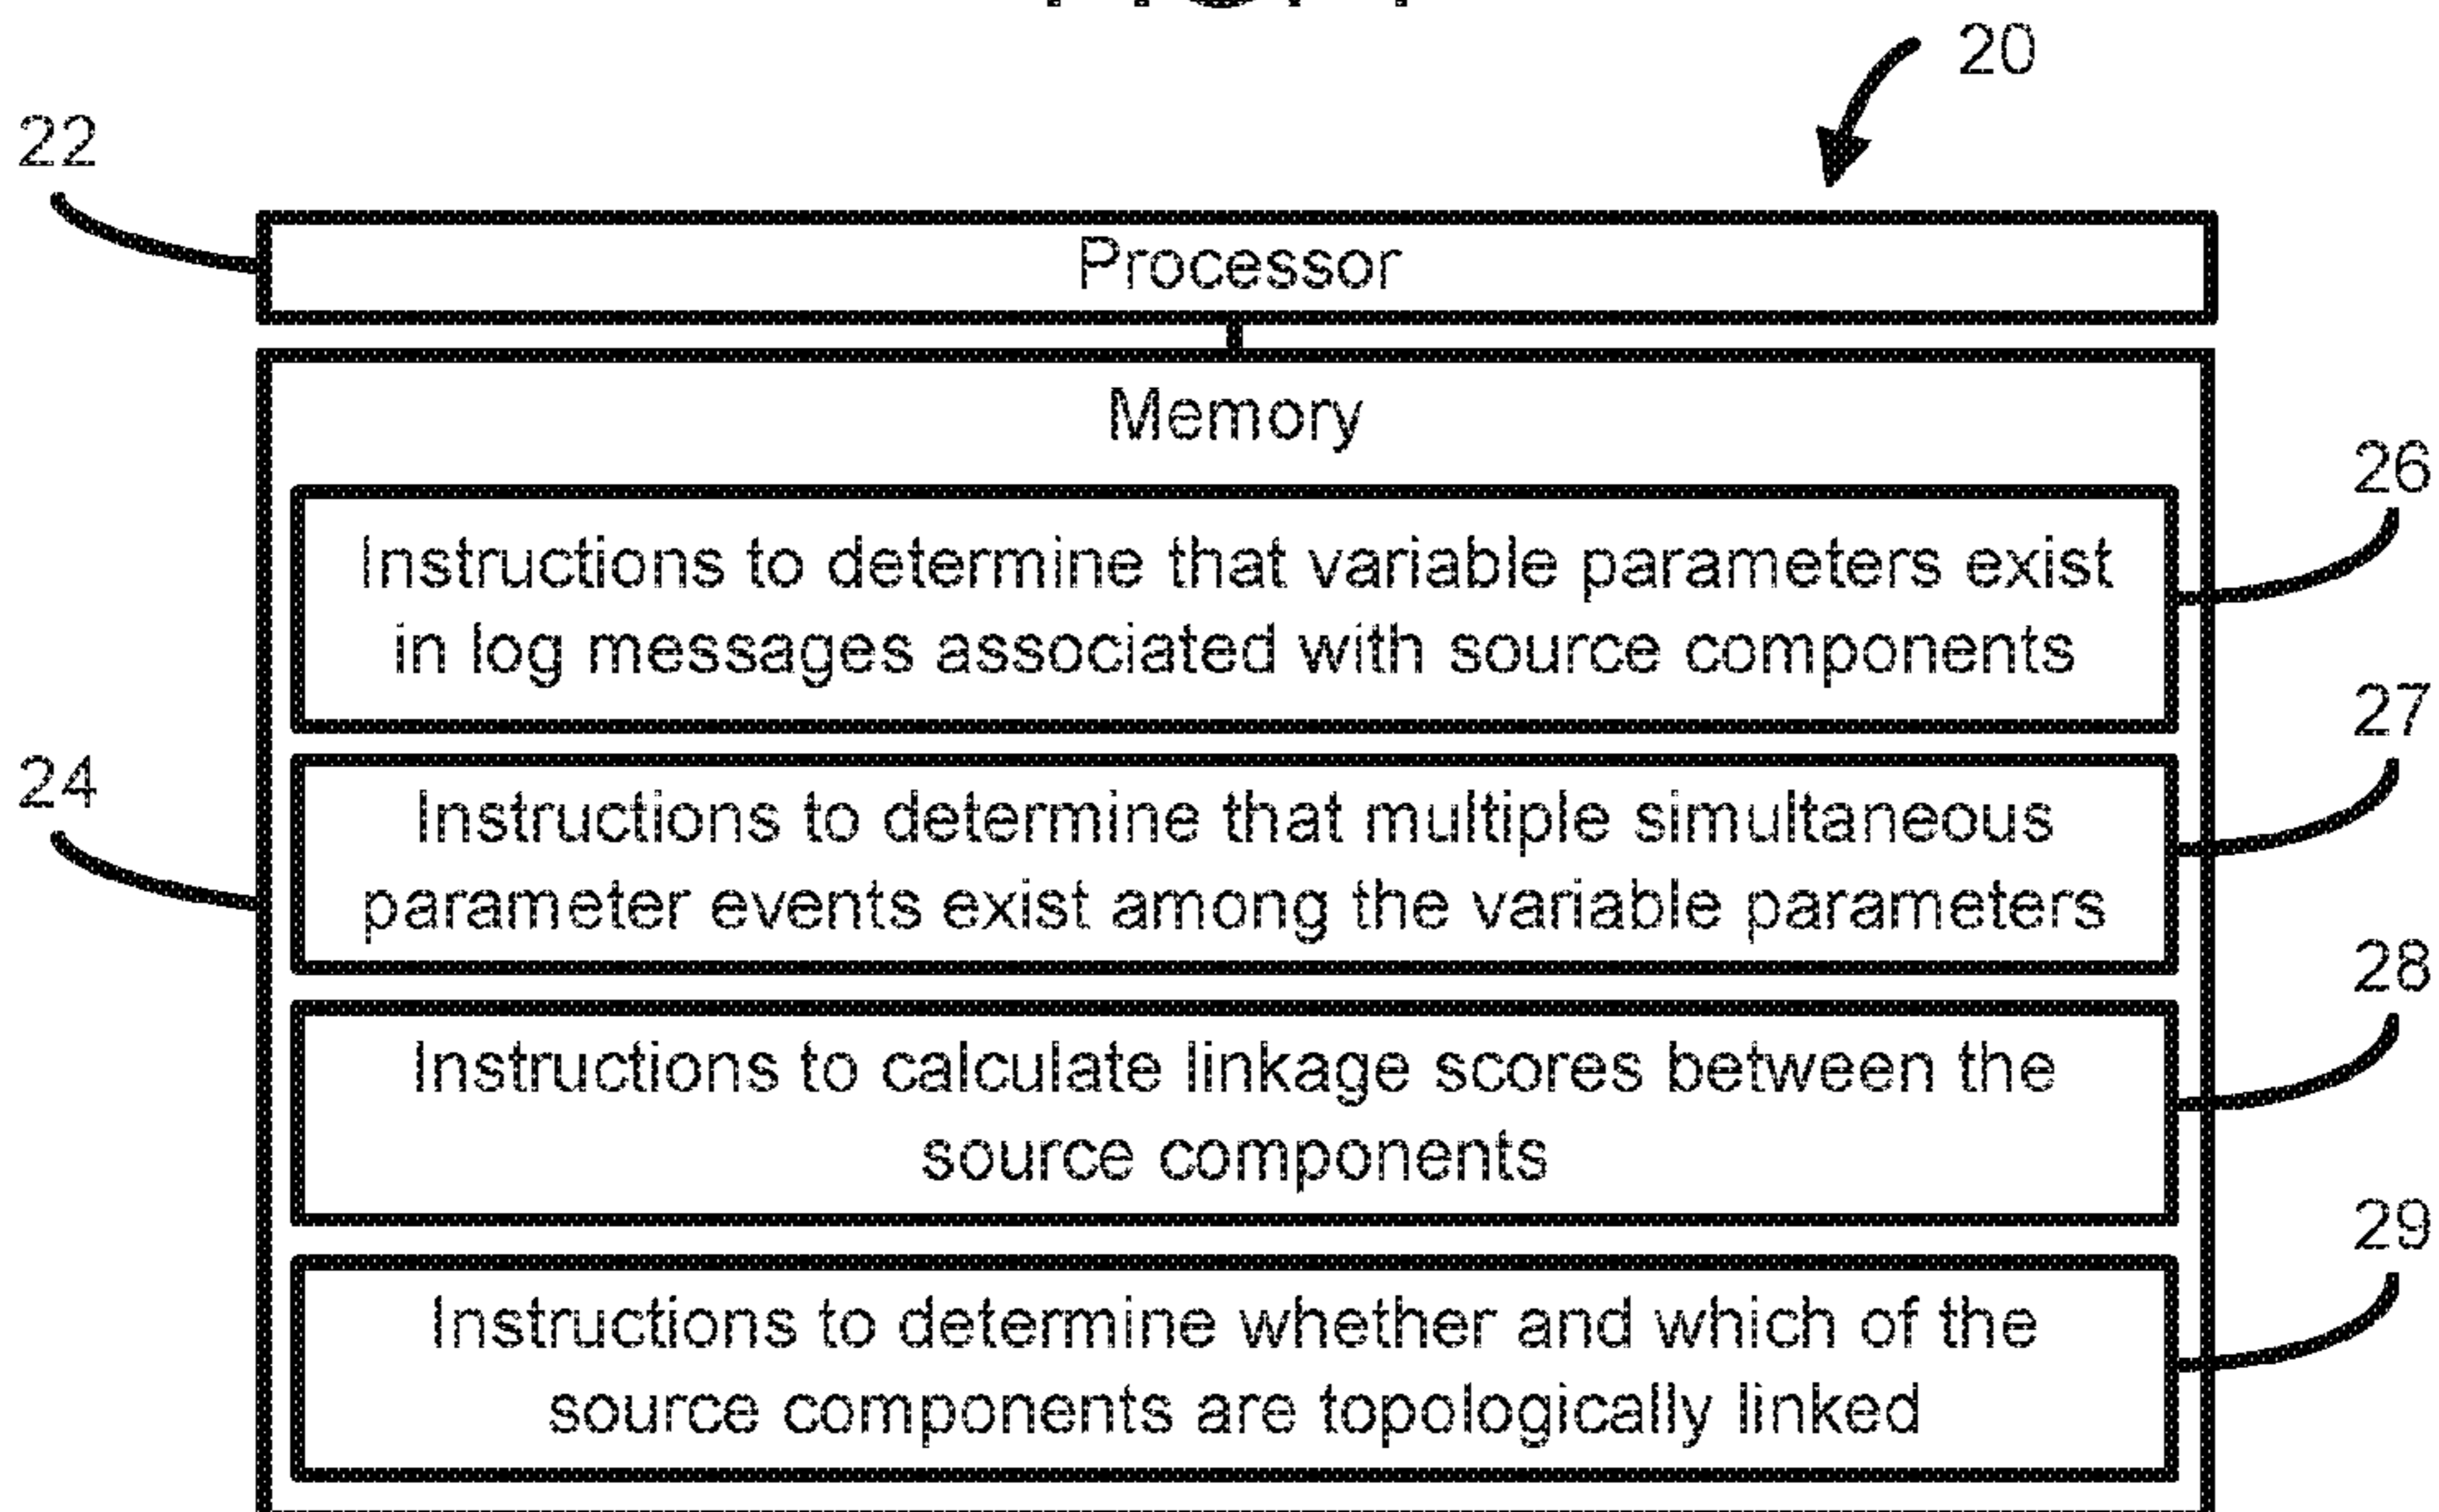 20
22
Processor
Memory
26
Instructions to determine that variable parameters exist
in log messages associated with source components
27
24
Instructions to determine that multiple simultaneous
parameter events exist among the variable parameters
28
Instructions to calculate linkage scores between the
source components
29
Instructions to determine whether and which of the
source components are topologically linked